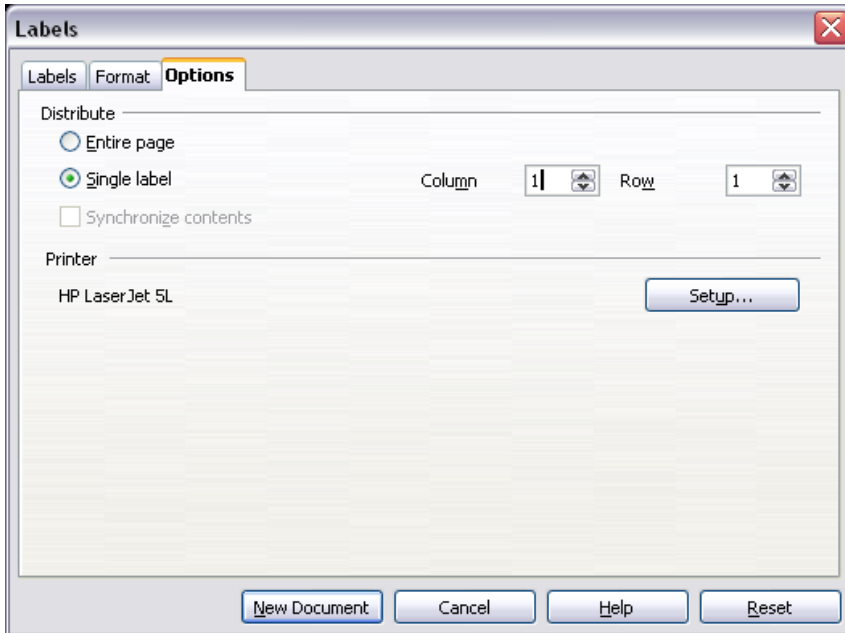 Labels
Labels Format Options
Distribute
Entire page
Single label Column 1 Row 1
Synchronize contents
Printer
HP LaserJet 5L Setup...
New Document Cancel Help Reset